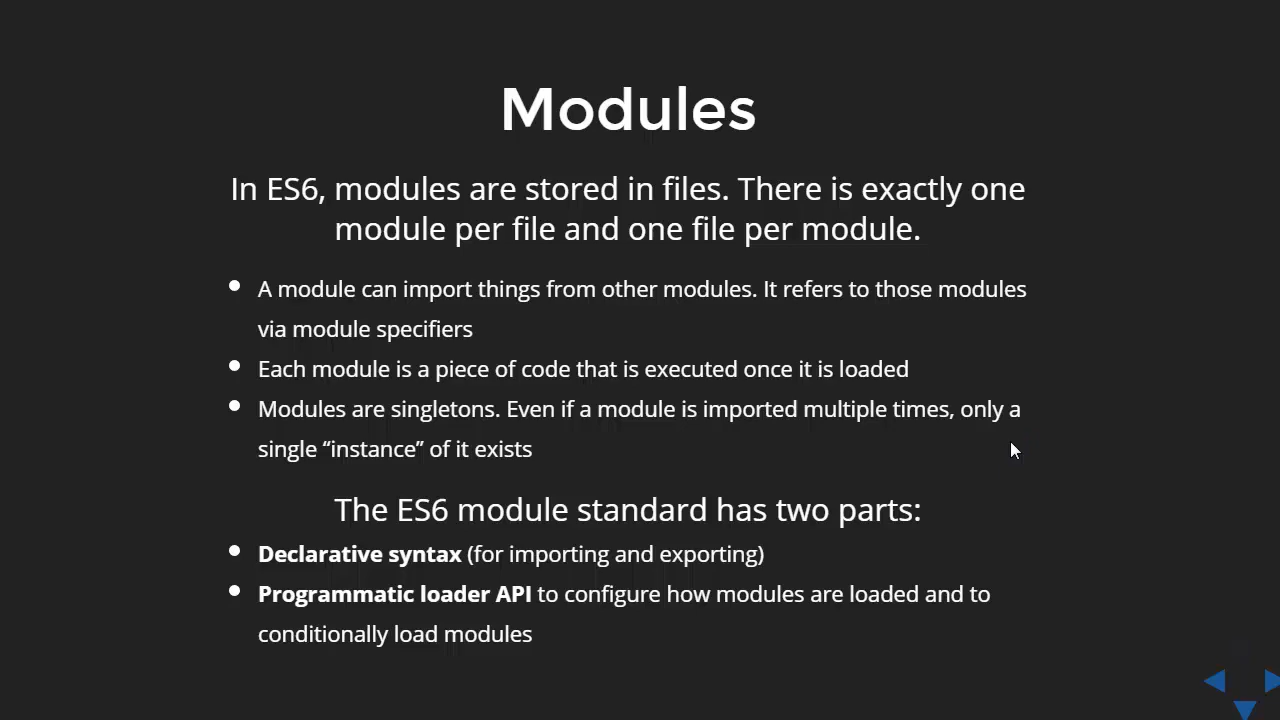 Modules
In ES6, modules are stored in files. There is exactly one
module per file and one file per module.
A module can import things from other modules. It refers to those modules
via module specifiers
Each module is a piece of code that is executed once it is loaded
Modules are singletons. Even if a module is imported multiple times, only a
single “instance” of it exists
The ES6 module standard has two parts:
Declarative syntax (for importing and exporting)
Programmatic loader API to configure how modules are loaded and to
conditionally load modules